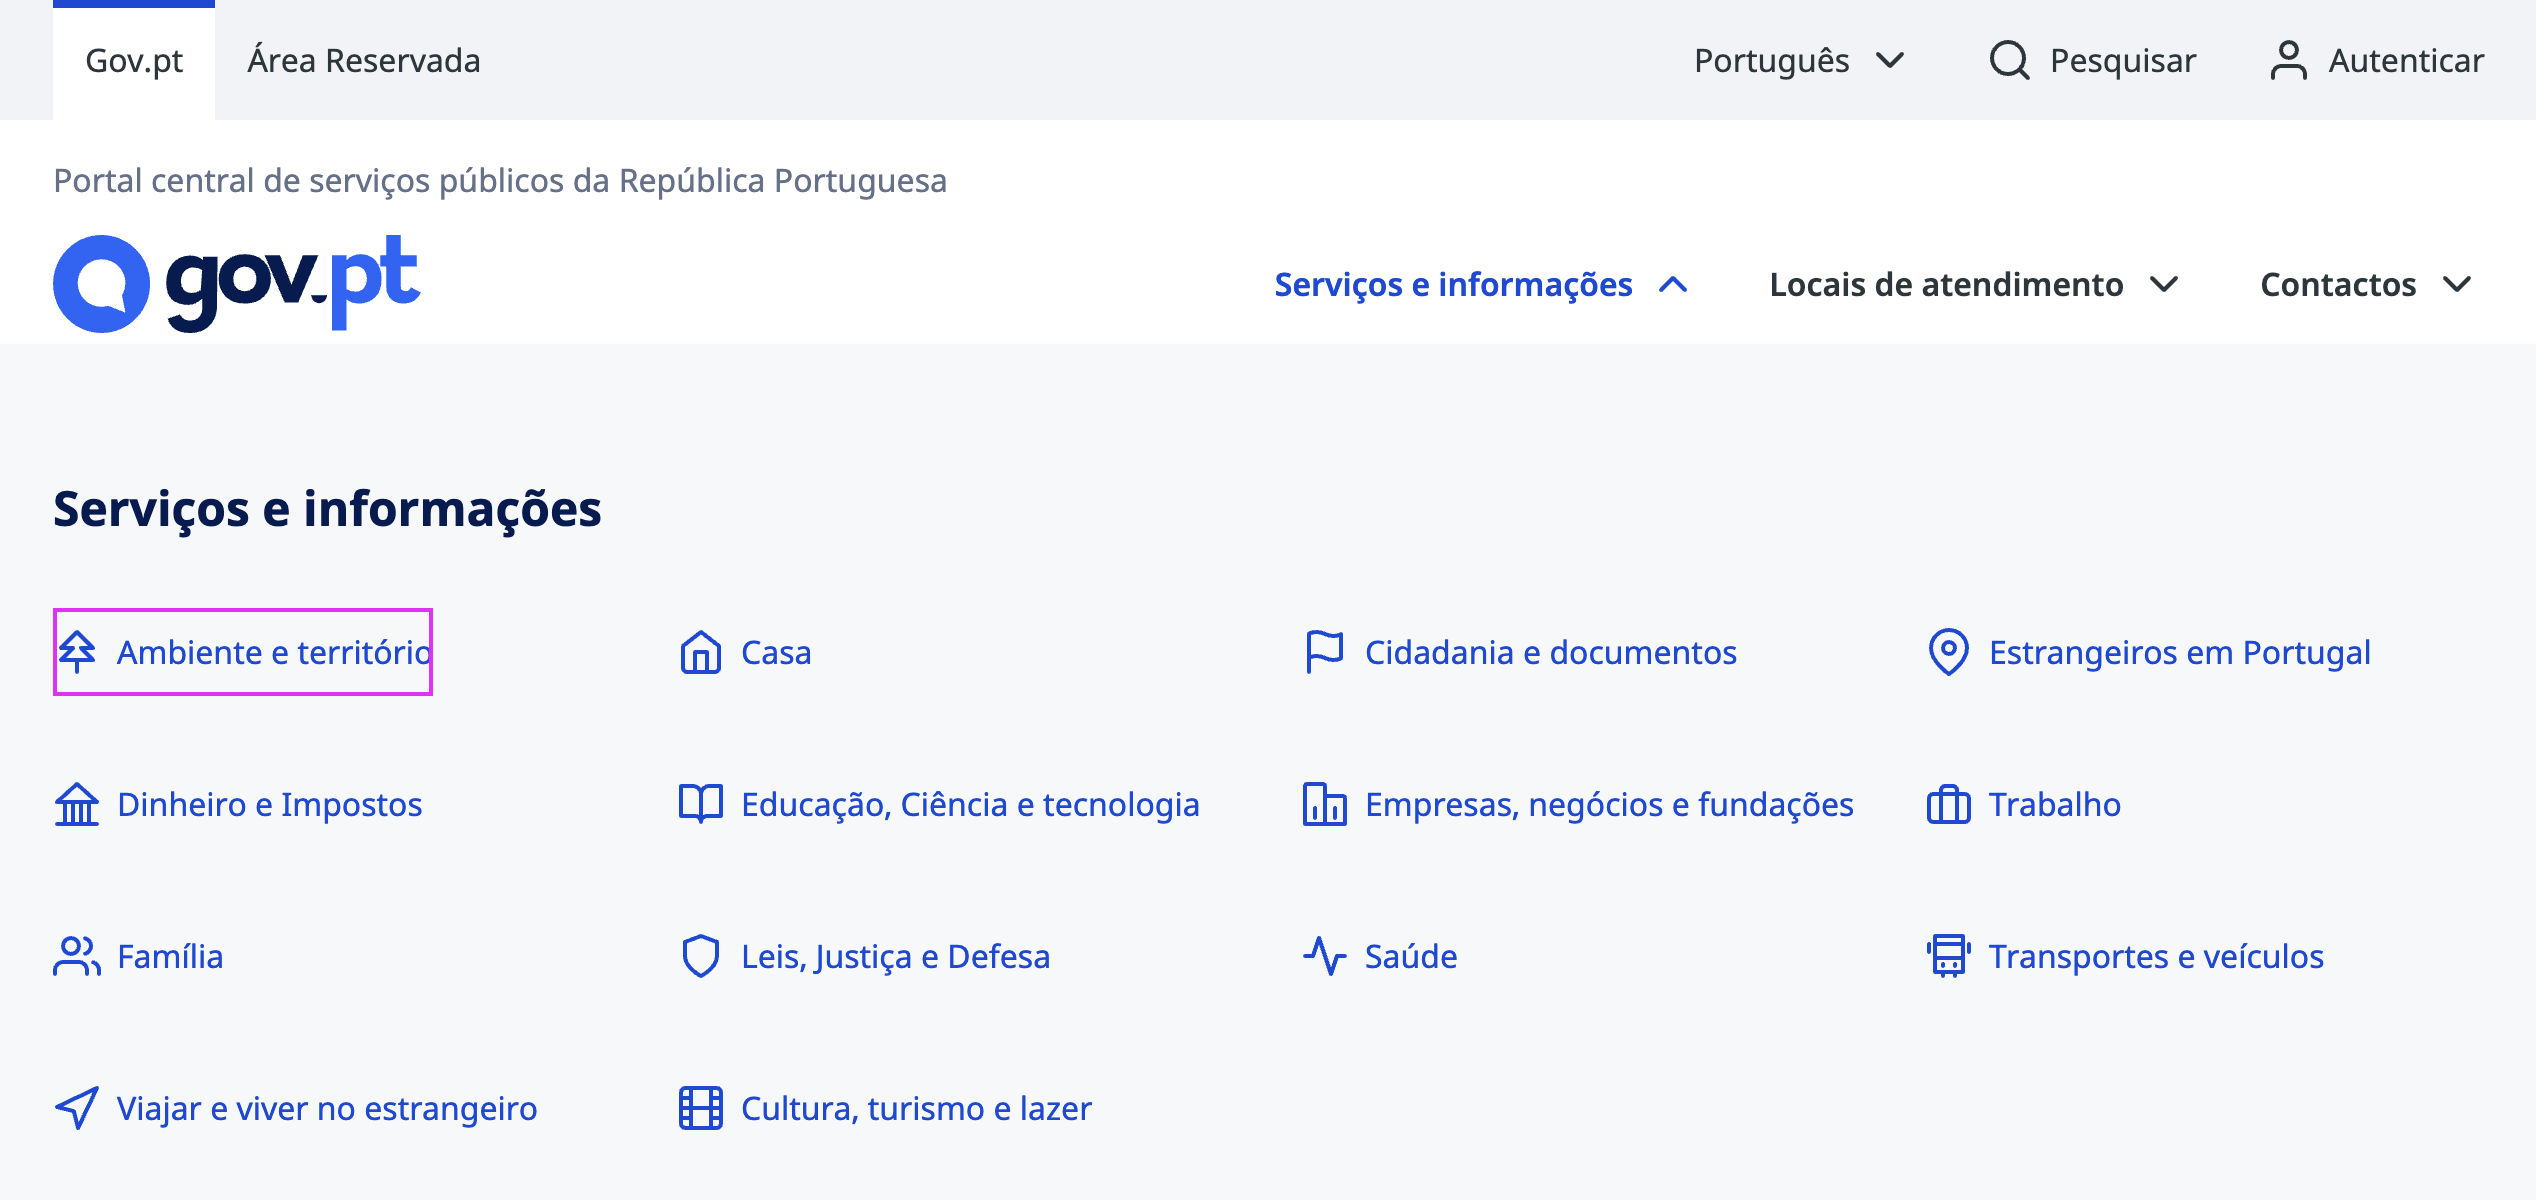 Gov.pt Área Reservada Português Pesquisar Autenticar
Portal central de serviços públicos da República Portuguesa
gov.pt Serviços e informações Locais de atendimento Contactos
Serviços e informações
Ambiente e território Casa Cidadania e documentos Estrangeiros em Portugal
Dinheiro e Impostos Educação, Ciência e tecnologia Empresas, negócios e fundações Trabalho
Família Leis, Justiça e Defesa Saúde Transportes e veículos
Viajar e viver no estrangeiro Cultura, turismo e lazer